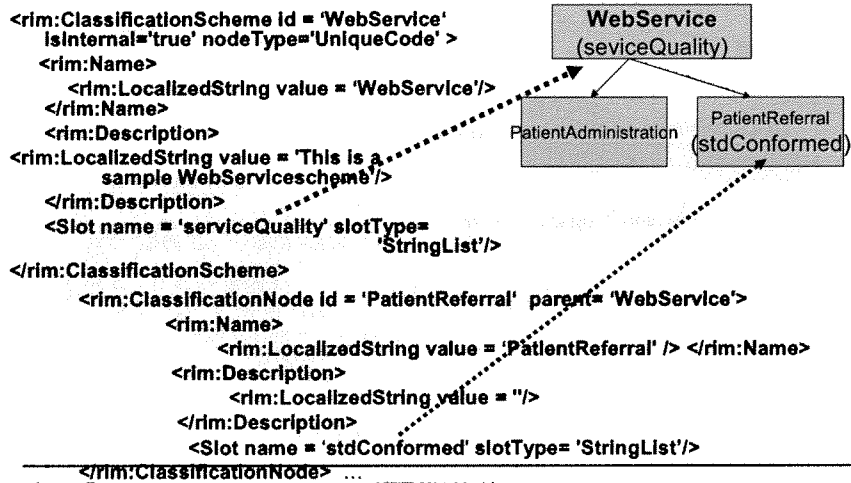 <rim:ClassificationScheme id = 'WebService'
isInternal='true' nodeType='UniqueCode' >
<rim:Name>
<rim:LocalizedString value = 'WebService'/>
</rim:Name>
<rim:Description>
<rim:LocalizedString value = 'This is a
sample WebServicescheme'/>
</rim:Description>
<Slot name = 'serviceQuality' slotType=
'StringList'/>
</rim:ClassificationScheme>
WebService
(seviceQuality)
PatientAdministration
PatientReferral
(stdConformed)
<rim:ClassificationNode id = 'PatientReferral' parent= 'WebService'>
<rim:Name>
<rim:LocalizedString value = 'PatientReferral' /> </rim:Name>
<rim:Description>
<rim:LocalizedString value = ''/>
</rim:Description>
<Slot name = 'stdConformed' slotType= 'StringList'/>
</rim:ClassificationNode> ...